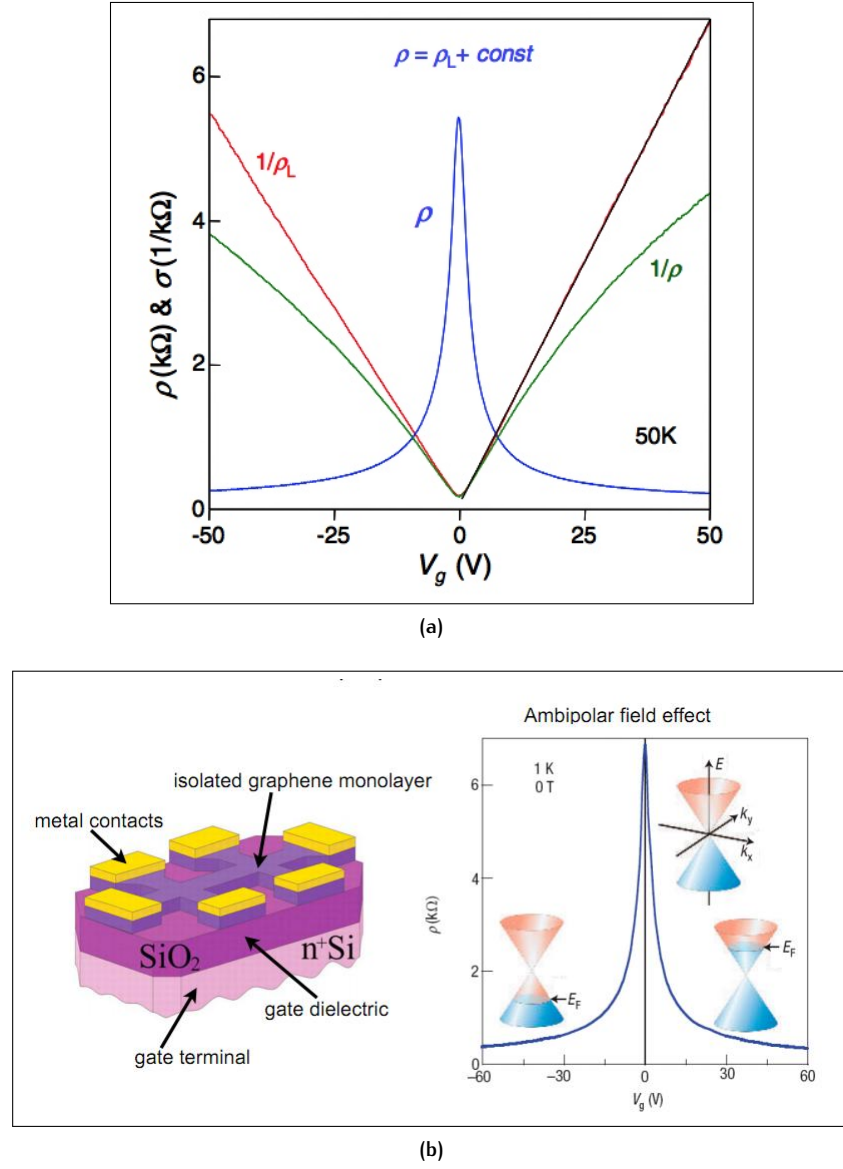 ρ = ρL + const
6
4
2
0
ρ (kΩ) & σ (1/kΩ)
1/ρL
ρ
1/ρ
50K
-50 -25 0 25 50
Vg (V)
(a)
Ambipolar field effect
isolated graphene monolayer
metal contacts
SiO2
n+Si
gate dielectric
gate terminal
1 K
0 T
6
4
2
0
ρ (kΩ)
E
ky
kx
EF
EF
–60 –30 0 30 60
Vg (V)
(b)